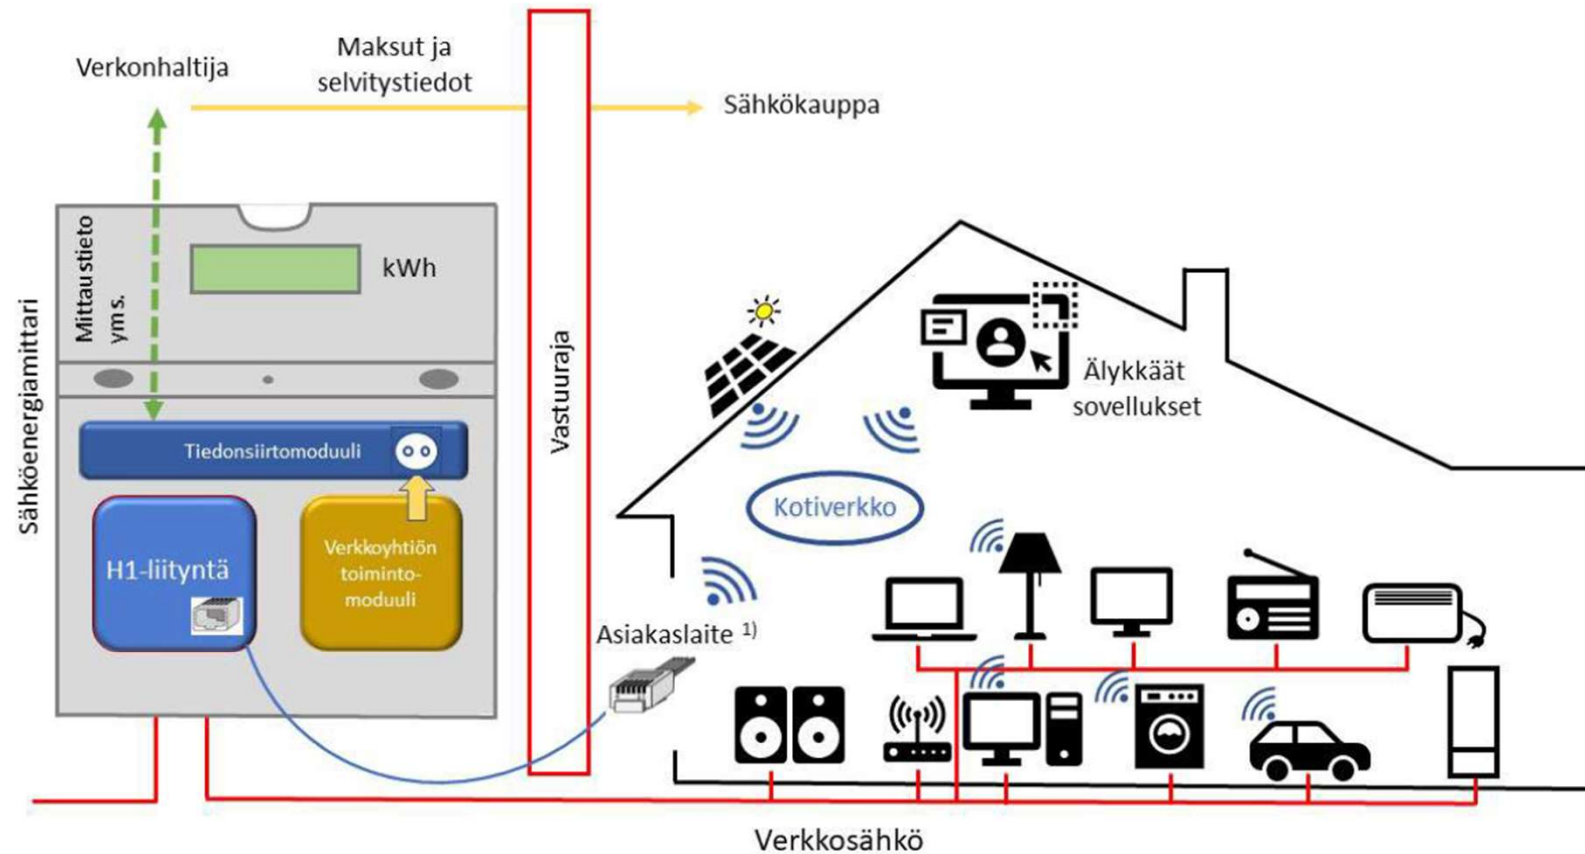 Verkonhaltija
Maksut ja
selvitystiedot
Sähkökauppa
Sähköenergiamittari
Mittaustieto
yms.
kWh
Tiedonsiirtomoduuli
H1-liityntä
Verkkoyhtiön
toiminto-
moduuli
Vastuuraja
Älykkäät
sovellukset
Kotiverkko
Asiakaslaite 1)
Verkkosähkö